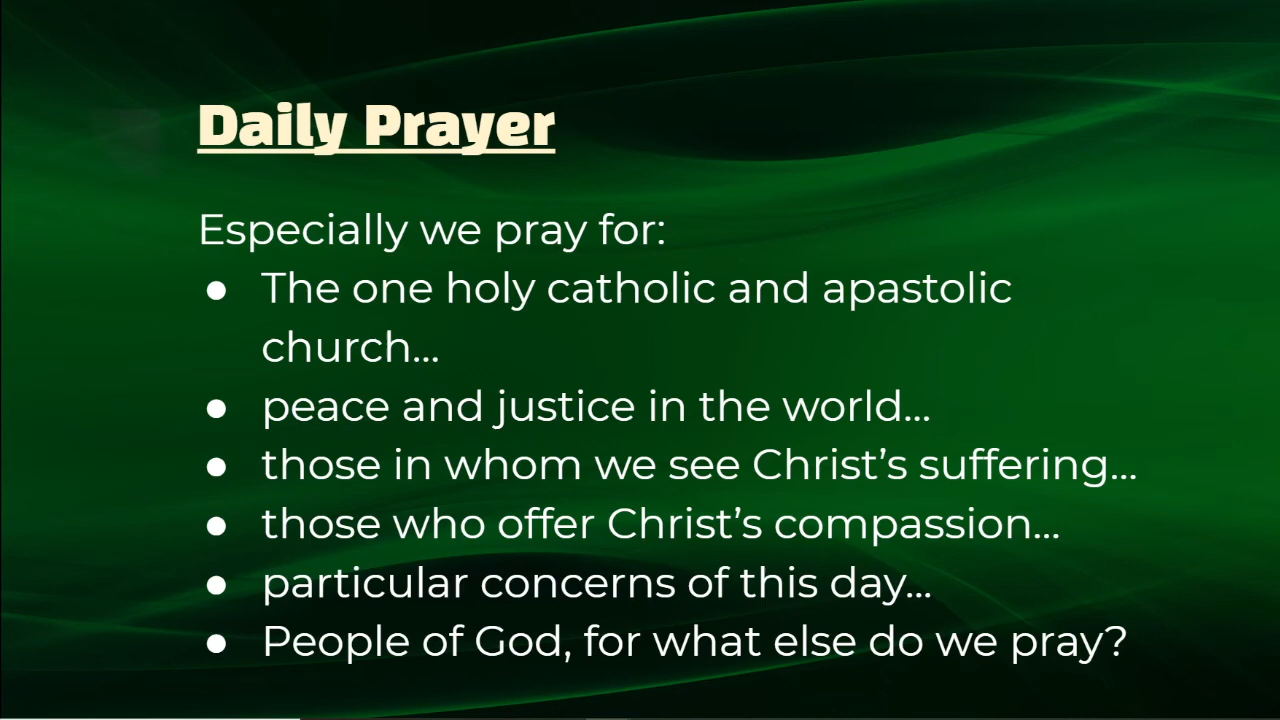 Daily Prayer
Especially we pray for:
● The one holy catholic and apastolic
church...
● peace and justice in the world...
● those in whom we see Christ’s suffering...
● those who offer Christ’s compassion...
● particular concerns of this day...
● People of God, for what else do we pray?